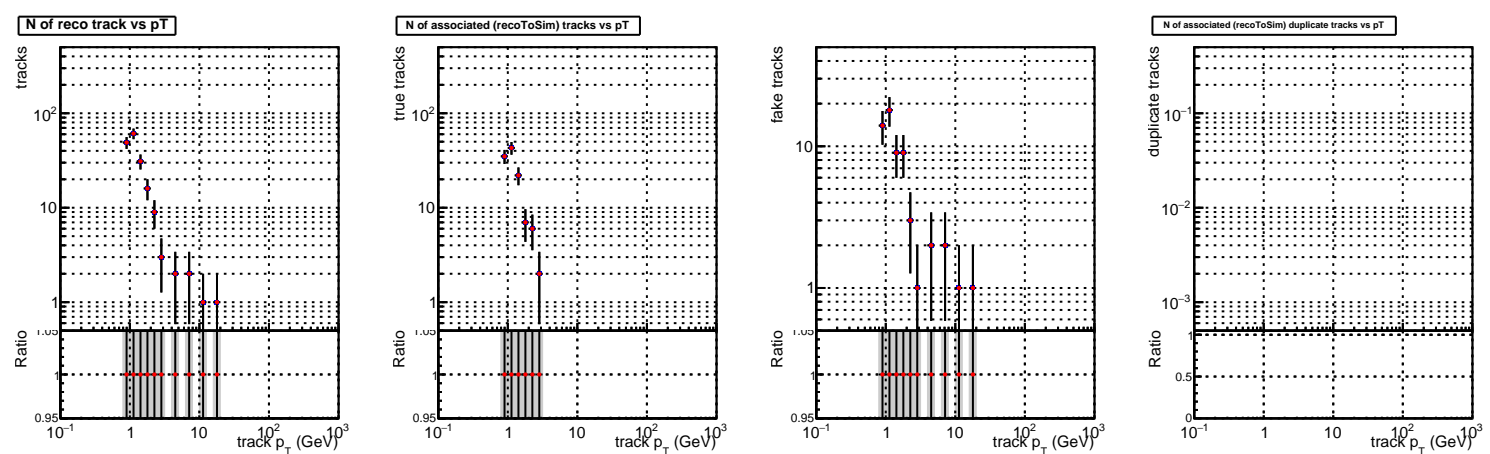 N of reco track vs pT
tracks
10²
10
1
1.05
Ratio
1
0.95
10⁻¹ 1 10 10² 10³
track p_T (GeV)
N of associated (recoToSim) tracks vs pT
true tracks
10²
10
1
1.05
Ratio
1
0.95
10⁻¹ 1 10 10² 10³
track p_T (GeV)
fake tracks
10
1
1.05
Ratio
1
0.95
10⁻¹ 1 10 10² 10³
track p_T (GeV)
N of associated (recoToSim) duplicate tracks vs pT
duplicate tracks
10⁻¹
10⁻²
10⁻³
Ratio
1
0.5
0
10⁻¹ 1 10 10² 10³
track p_T (GeV)